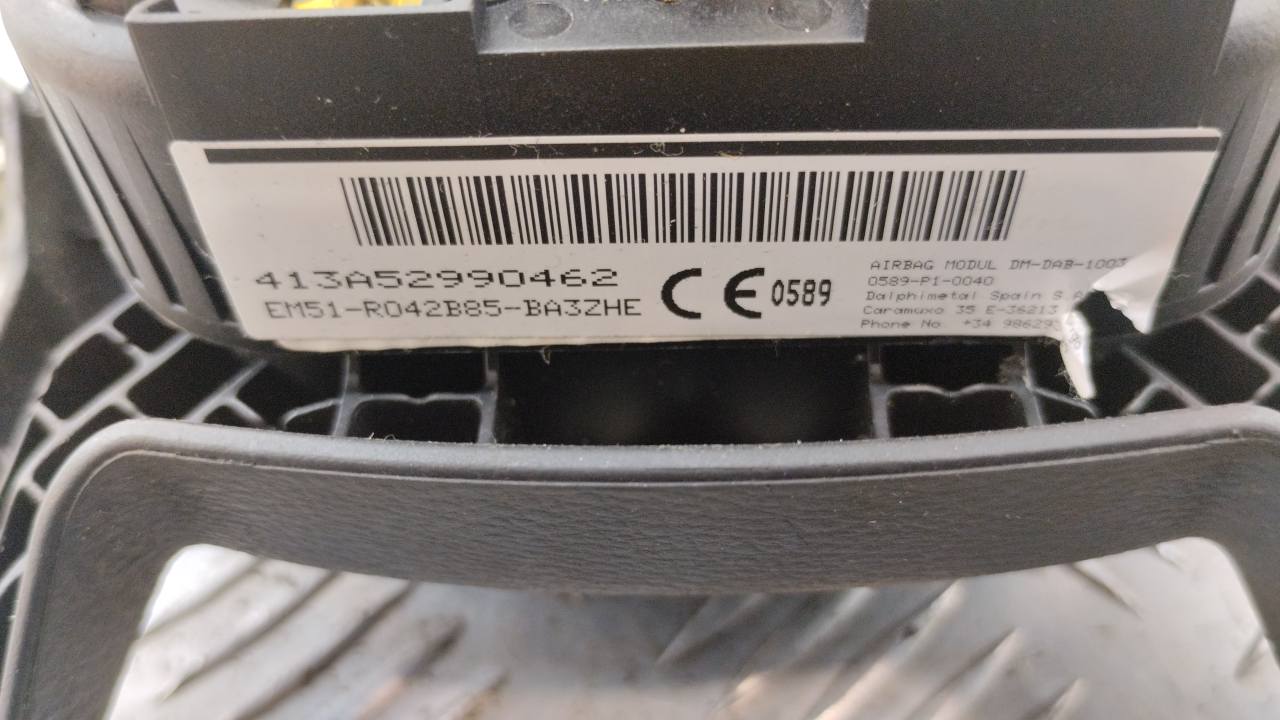 413A52990462
EM51-R042B85-BA3ZHE
CE 0589
AIRBAG MODUL DM-DAB-1003
0589-P1-0040
Dalphimetal Spain S.A
Caramuxo 35 E-36213
Phone No +34 98629